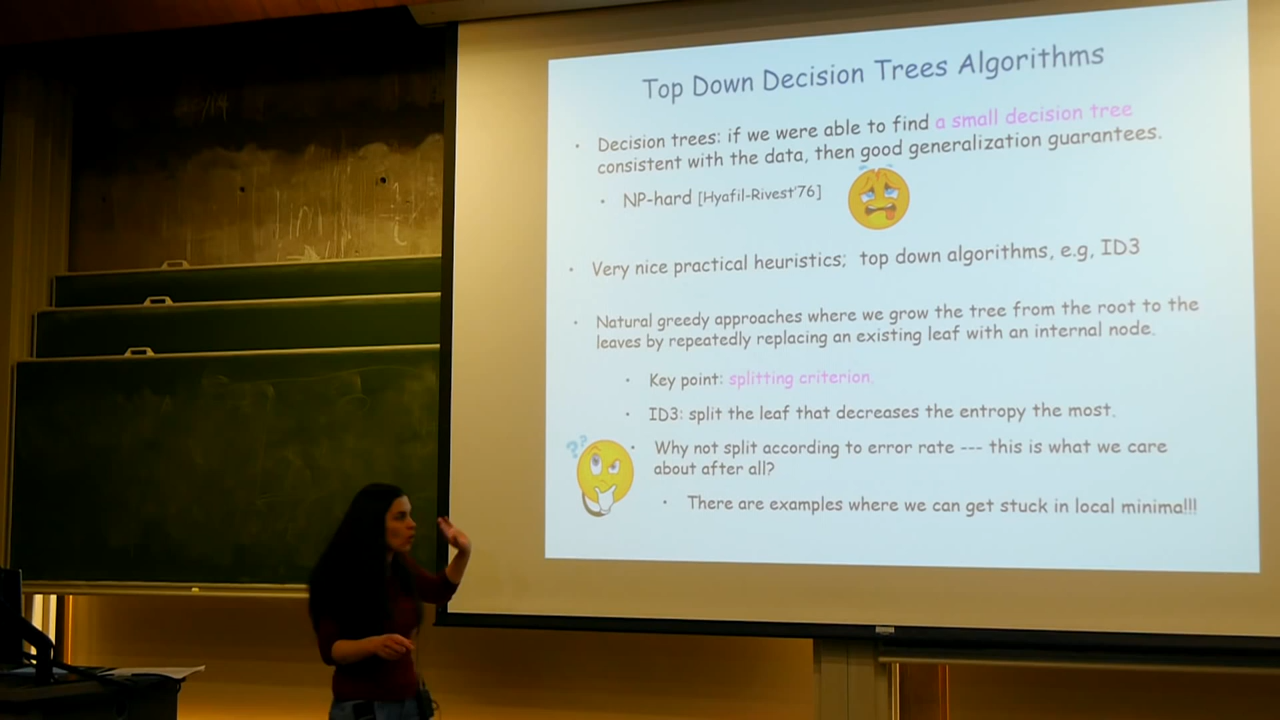 Top Down Decision Trees Algorithms
• Decision trees: if we were able to find a small decision tree
consistent with the data, then good generalization guarantees.
• NP-hard [Hyafil-Rivest'76]
• Very nice practical heuristics; top down algorithms, e.g, ID3
• Natural greedy approaches where we grow the tree from the root to the
leaves by repeatedly replacing an existing leaf with an internal node.
• Key point: splitting criterion.
• ID3: split the leaf that decreases the entropy the most.
??
• Why not split according to error rate --- this is what we care
about after all?
• There are examples where we can get stuck in local minima!!!